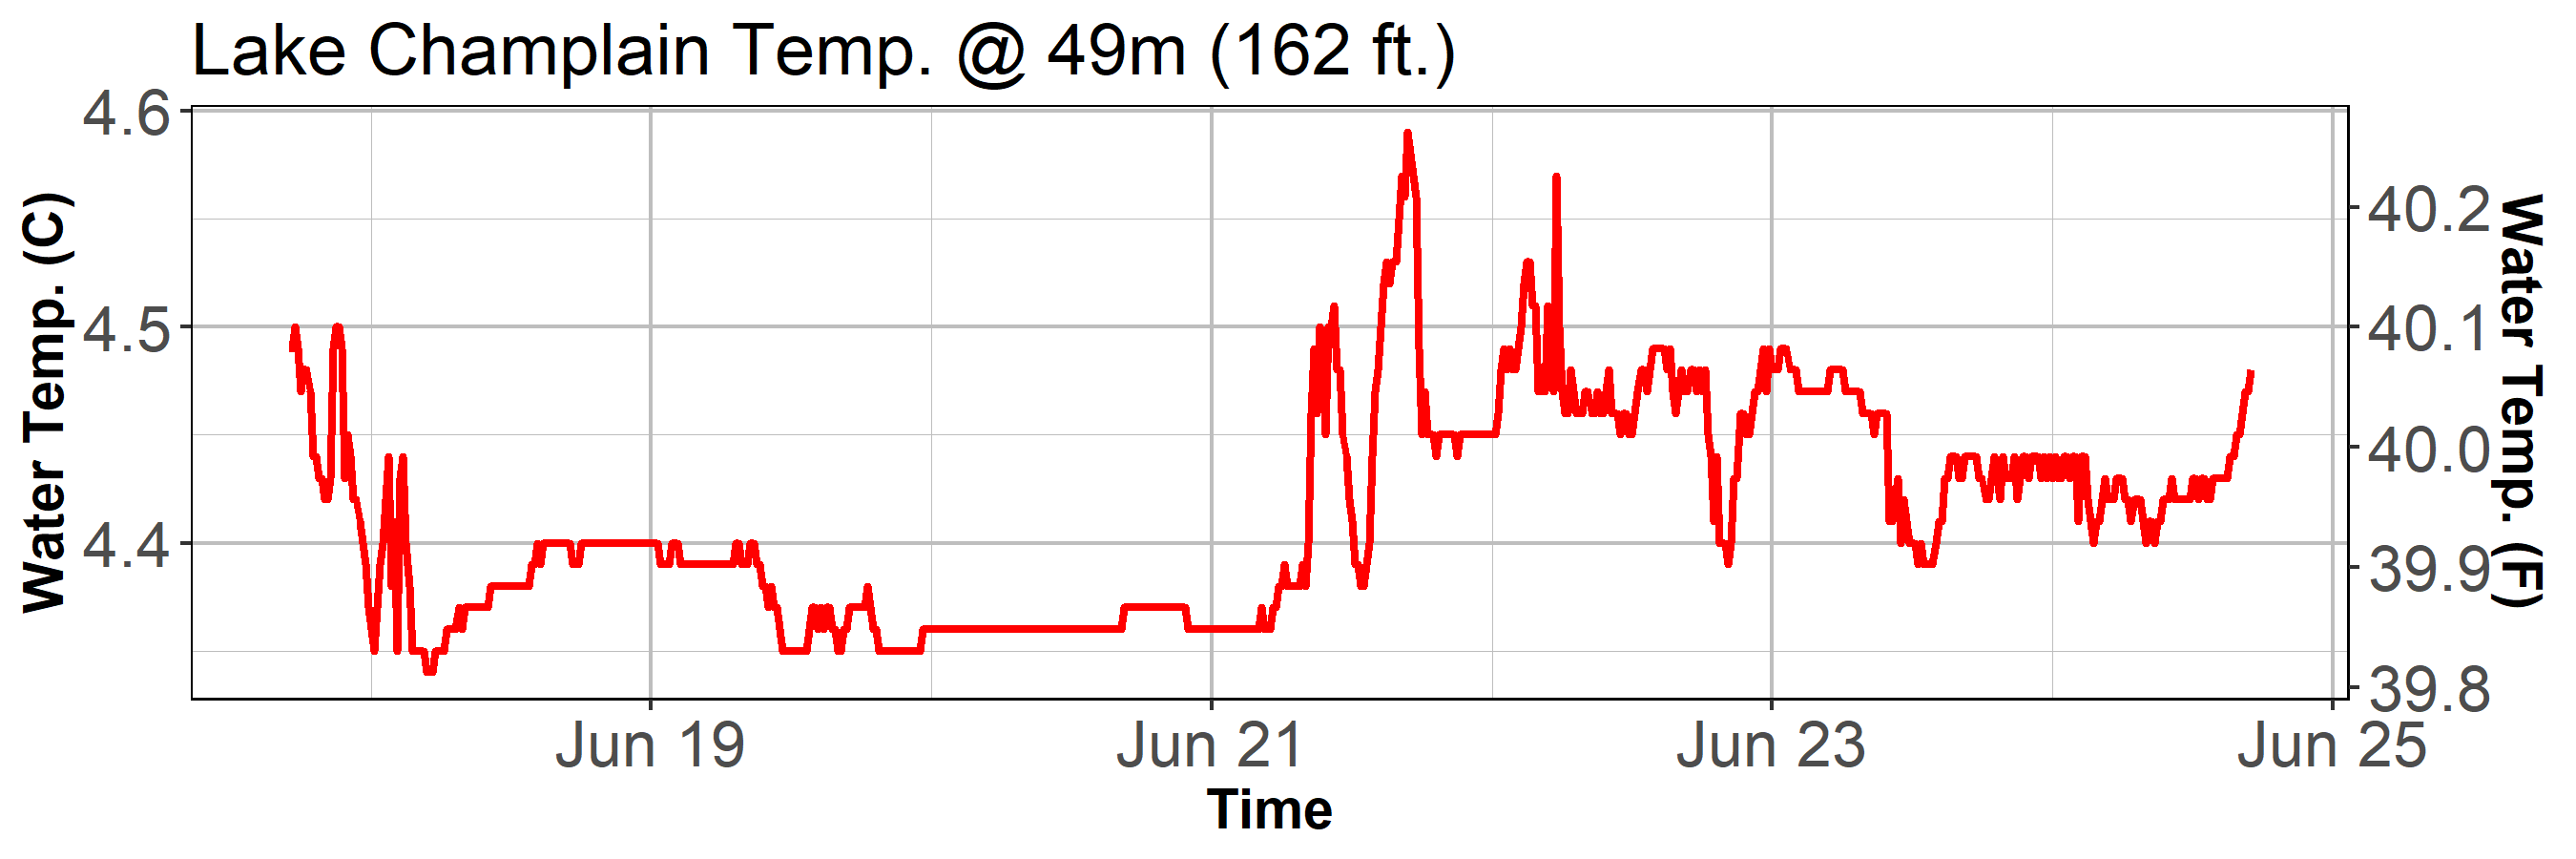 Lake Champlain Temp. @ 49m (162 ft.)
Water Temp. (C)
4.6
4.5
4.4
40.2
40.1
40.0
39.9
39.8
Water Temp. (F)
Jun 19 Jun 21 Jun 23 Jun 25
Time